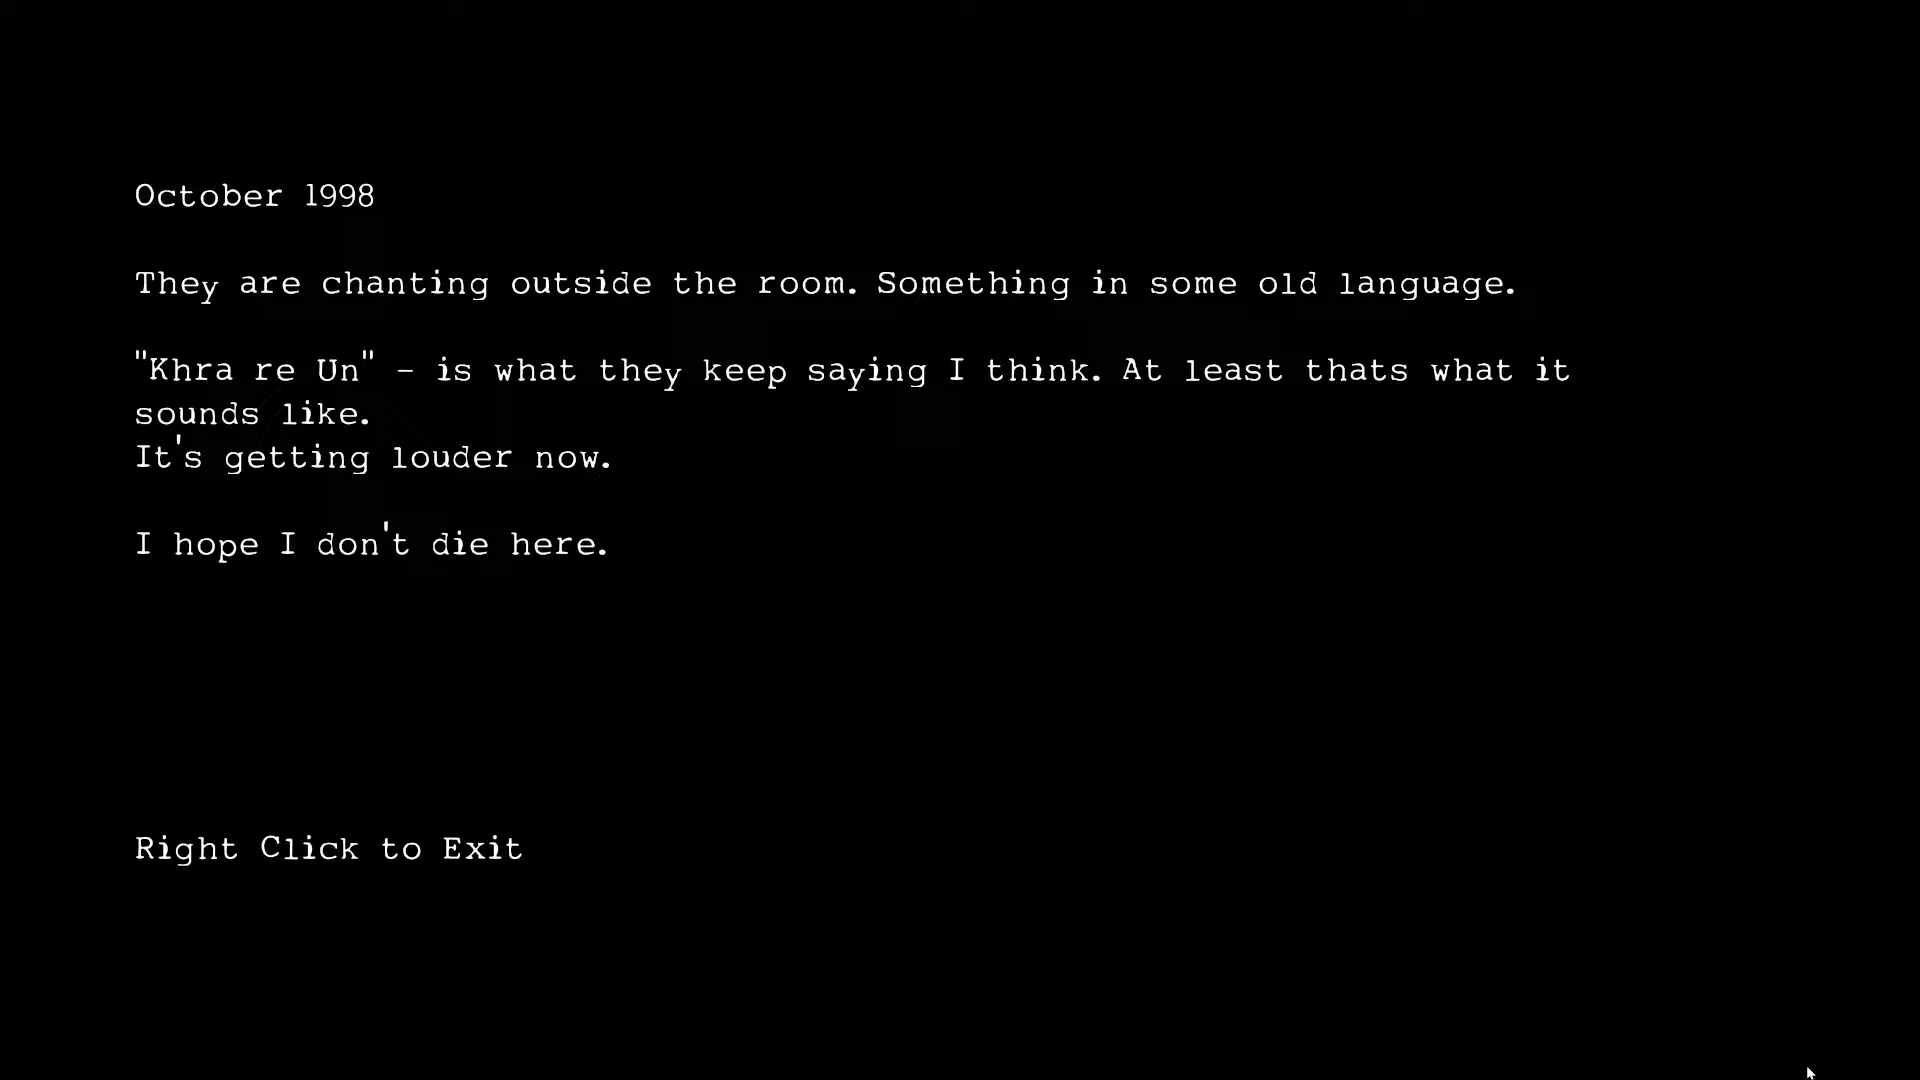 October 1998
They are chanting outside the room. Something in some old language.
"Khra re Un" - is what they keep saying I think. At least thats what it
sounds like.
It's getting louder now.
I hope I don't die here.
Right Click to Exit